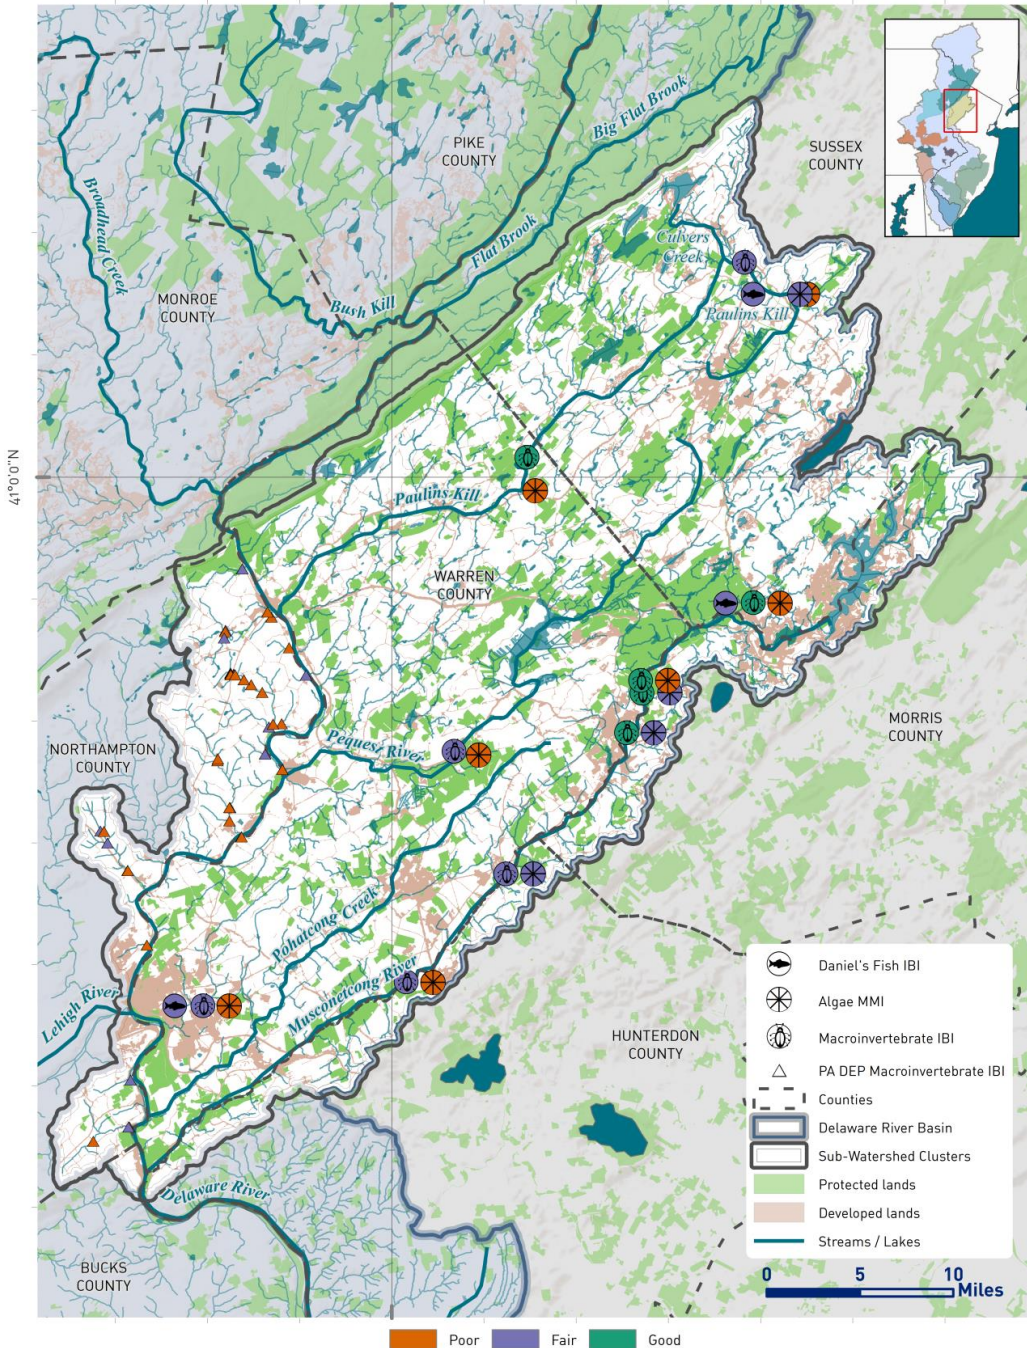 PIKE
COUNTY
Big Flat Brook
SUSSEX
COUNTY
Broadhead Creek
Flat Brook
Culvers
Creek
MONROE
COUNTY
Bush Kill
Paulins Kill
41°0'0"N
Paulins Kill
WARREN
COUNTY
MORRIS
COUNTY
NORTHAMPTON
COUNTY
Pequest River
Pohatcong Creek
Musconetcong River
Lehigh River
HUNTERDON
COUNTY
Delaware River
BUCKS
COUNTY
Daniel's Fish IBI
Algae MMI
Macroinvertebrate IBI
PA DEP Macroinvertebrate IBI
Counties
Delaware River Basin
Sub-Watershed Clusters
Protected lands
Developed lands
Streams / Lakes
0 5 10
Miles
Poor Fair Good